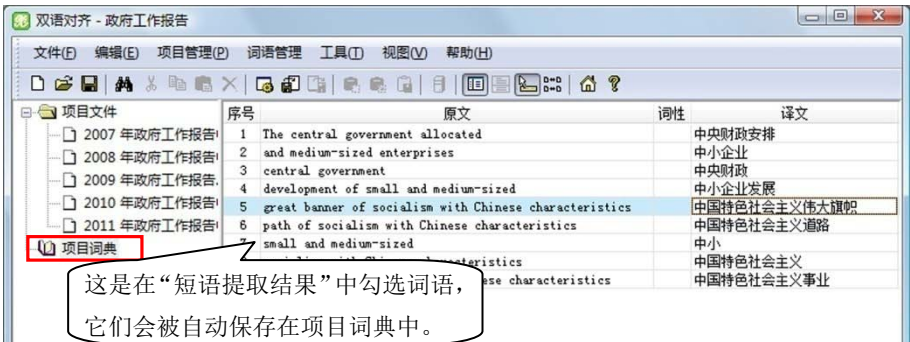 双语对齐 - 政府工作报告
文件(F) 编辑(E) 项目管理(P) 词语管理 工具(T) 视图(V) 帮助(H)
项目文件
2007 年政府工作报告
2008 年政府工作报告
2009 年政府工作报告.
2010 年政府工作报告
2011 年政府工作报告
项目词典
序号 原文 词性 译文
1 The central government allocated 中央财政安排
2 and medium-sized enterprises 中小企业
3 central government 中央财政
4 development of small and medium-sized 中小企业发展
5 great banner of socialism with Chinese characteristics 中国特色社会主义伟大旗帜
6 path of socialism with Chinese characteristics 中国特色社会主义道路
small and medium-sized 中小
中国特色社会主义
characteristics 中国特色社会主义事业
这是在“短语提取结果”中勾选词语，
它们会被自动保存在项目词典中。